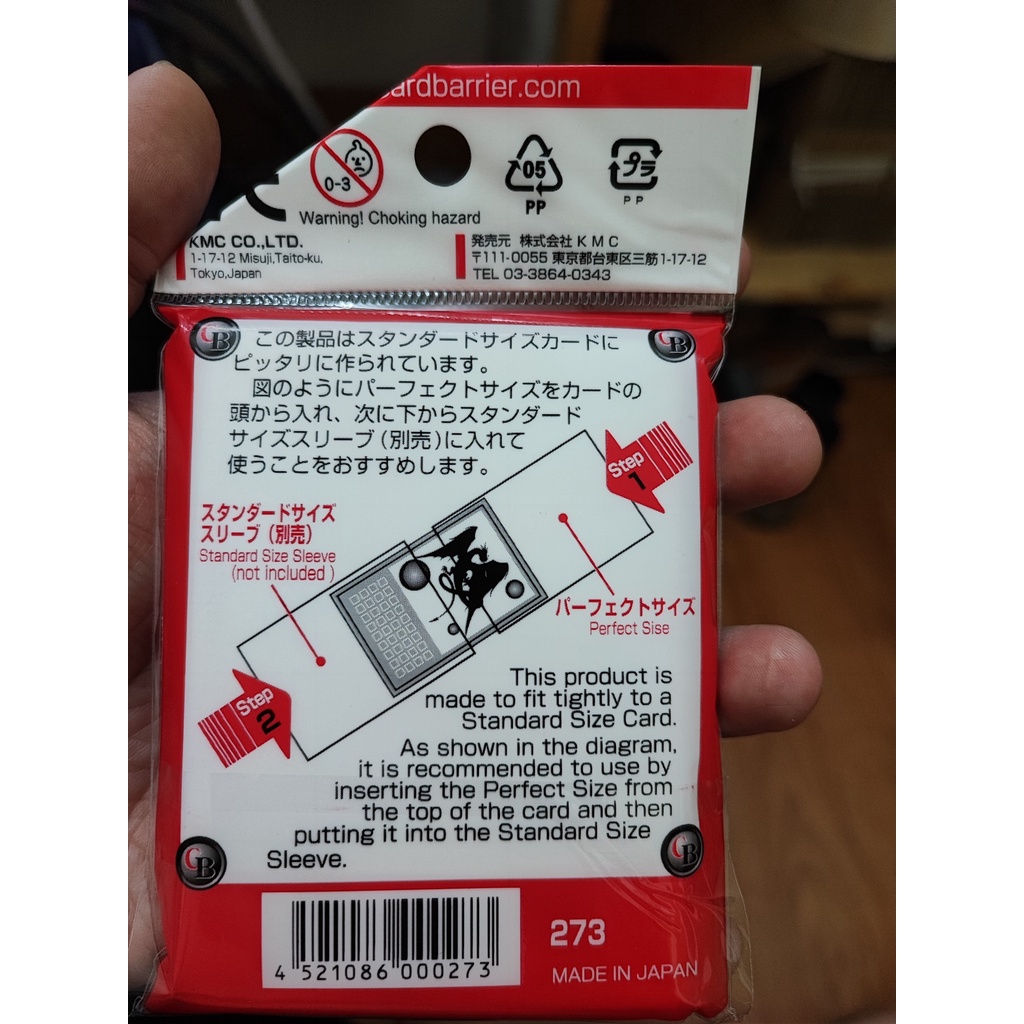 ardbarrier.com
0-3
Warning! Choking hazard
05
PP
プラ
PP
KMC CO.,LTD.
1-17-12 Misuji,Taito-ku,
Tokyo,Japan
発売元 株式会社 K M C
〒111-0055 東京都台東区三筋1-17-12
TEL 03-3864-0343
CB
CB
この製品はスタンダードサイズカードに
ピッタリに作られています。
図のようにパーフェクトサイズをカードの
頭から入れ、次に下からスタンダード
サイズスリーブ(別売)に入れて
使うことをおすすめします。
Step
1
スタンダードサイズ
スリーブ(別売)
Standard Size Sleeve
(not included )
パーフェクトサイズ
Perfect Sise
Step
2
This product is
made to fit tightly to a
Standard Size Card.
As shown in the diagram,
it is recommended to use by
inserting the Perfect Size from
the top of the card and then
putting it into the Standard Size
Sleeve.
CB
CB
4 521086 000273
273
MADE IN JAPAN